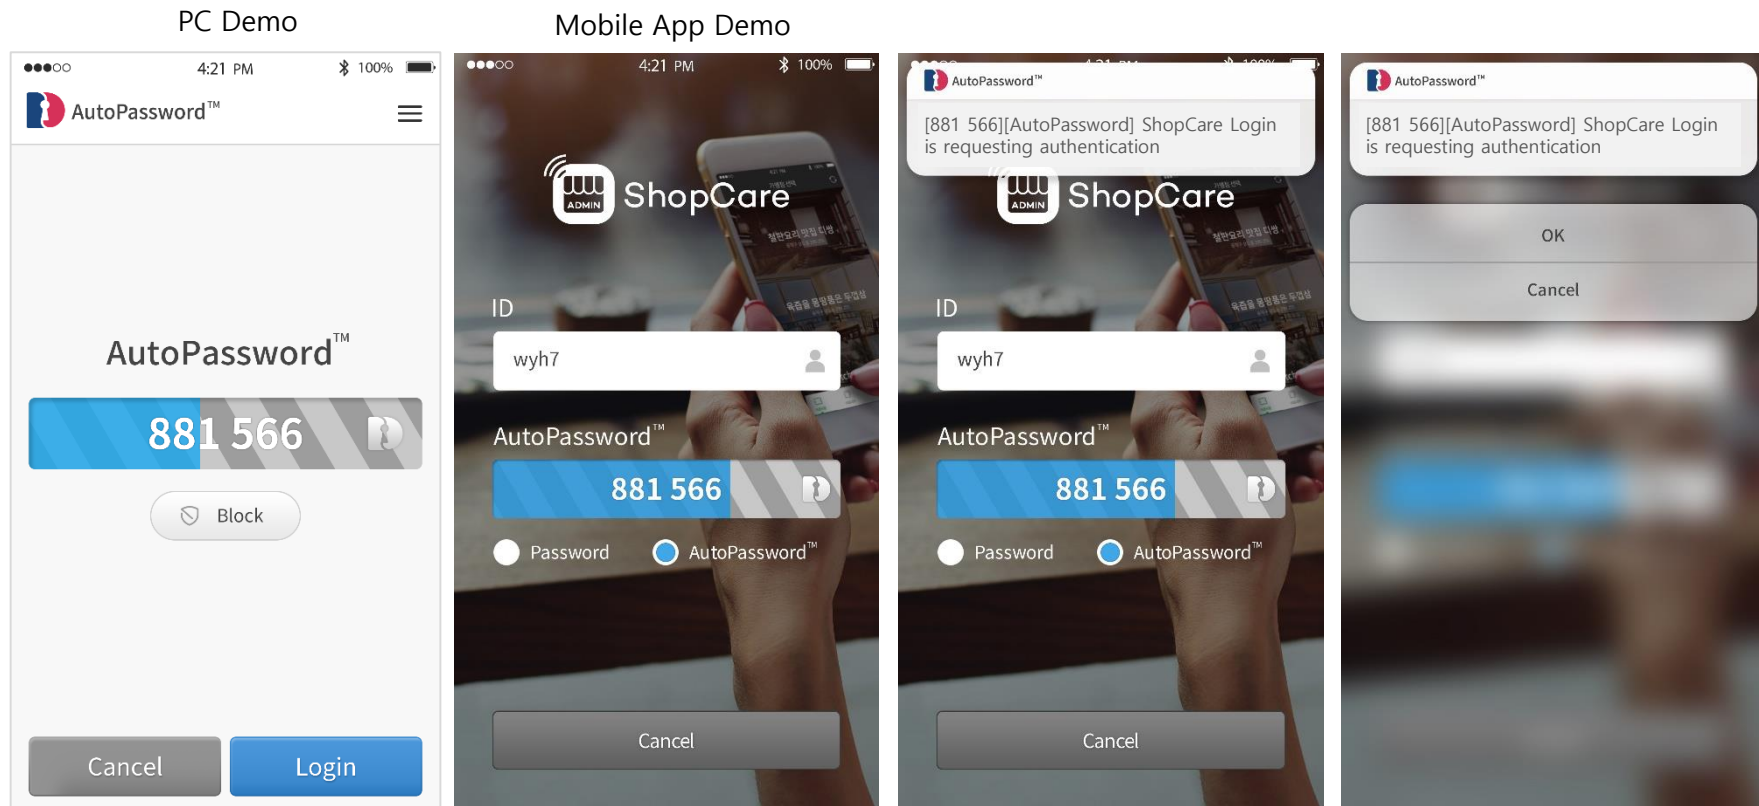 PC Demo
Mobile App Demo
4:21 PM
100%
AutoPassword™
AutoPassword™
881 566
Block
Cancel
Login
4:21 PM
100%
ADMIN
ShopCare
ID
wyh7
AutoPassword™
881 566
Password
AutoPassword™
Cancel
AutoPassword™
[881 566][AutoPassword] ShopCare Login
is requesting authentication
ADMIN
ShopCare
ID
wyh7
AutoPassword™
881 566
Password
AutoPassword™
Cancel
AutoPassword™
[881 566][AutoPassword] ShopCare Login
is requesting authentication
OK
Cancel